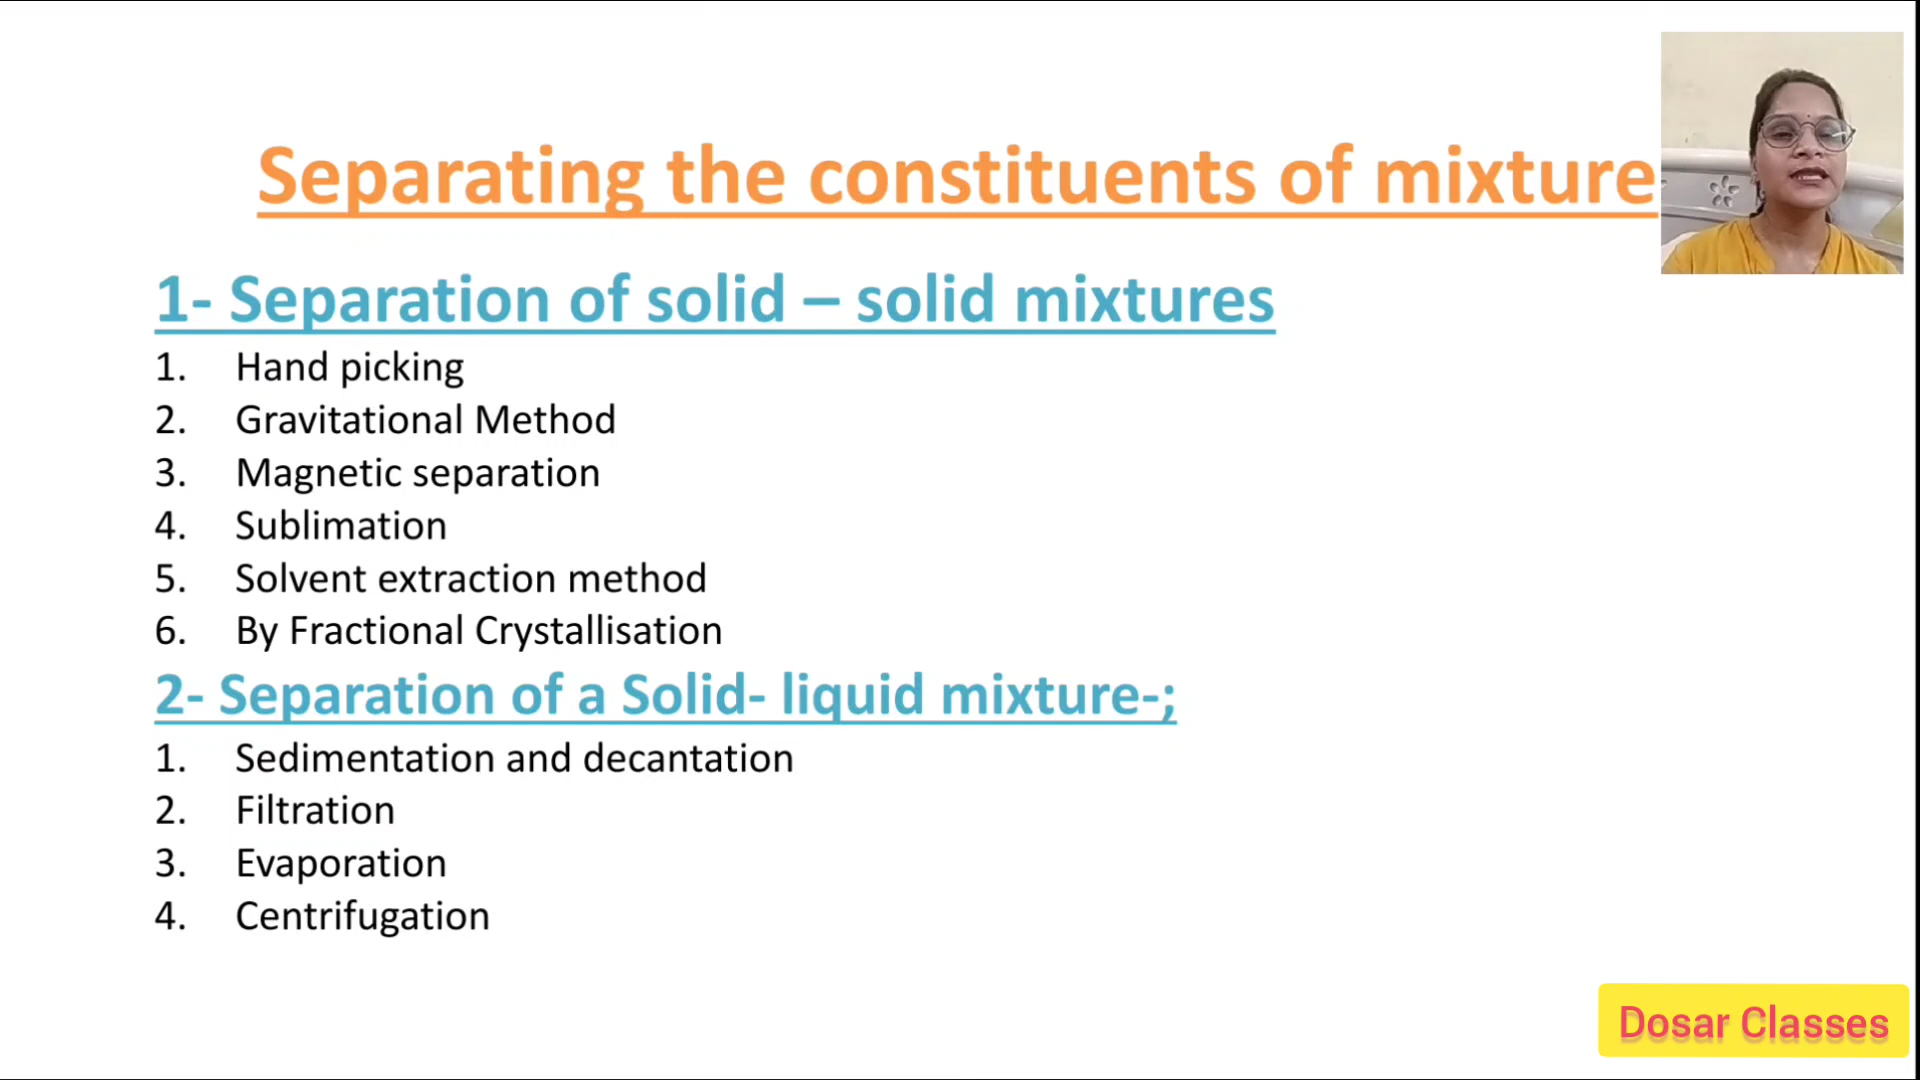 Separating the constituents of mixture
1- Separation of solid – solid mixtures
1. Hand picking
2. Gravitational Method
3. Magnetic separation
4. Sublimation
5. Solvent extraction method
6. By Fractional Crystallisation
2- Separation of a Solid- liquid mixture-;
1. Sedimentation and decantation
2. Filtration
3. Evaporation
4. Centrifugation
Dosar Classes